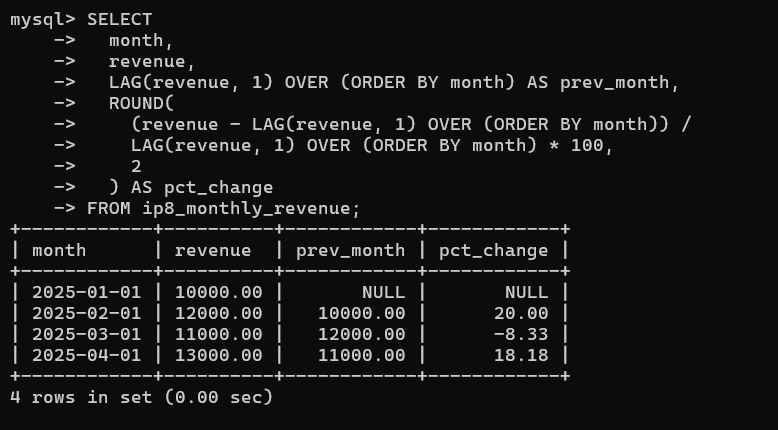 mysql> SELECT
    ->   month,
    ->   revenue,
    ->   LAG(revenue, 1) OVER (ORDER BY month) AS prev_month,
    ->   ROUND(
    ->     (revenue - LAG(revenue, 1) OVER (ORDER BY month)) /
    ->     LAG(revenue, 1) OVER (ORDER BY month) * 100,
    ->     2
    ->   ) AS pct_change
    -> FROM ip8_monthly_revenue;
+------------+----------+------------+------------+
| month      | revenue  | prev_month | pct_change |
+------------+----------+------------+------------+
| 2025-01-01 | 10000.00 |       NULL |       NULL |
| 2025-02-01 | 12000.00 |   10000.00 |      20.00 |
| 2025-03-01 | 11000.00 |   12000.00 |      -8.33 |
| 2025-04-01 | 13000.00 |   11000.00 |      18.18 |
+------------+----------+------------+------------+
4 rows in set (0.00 sec)